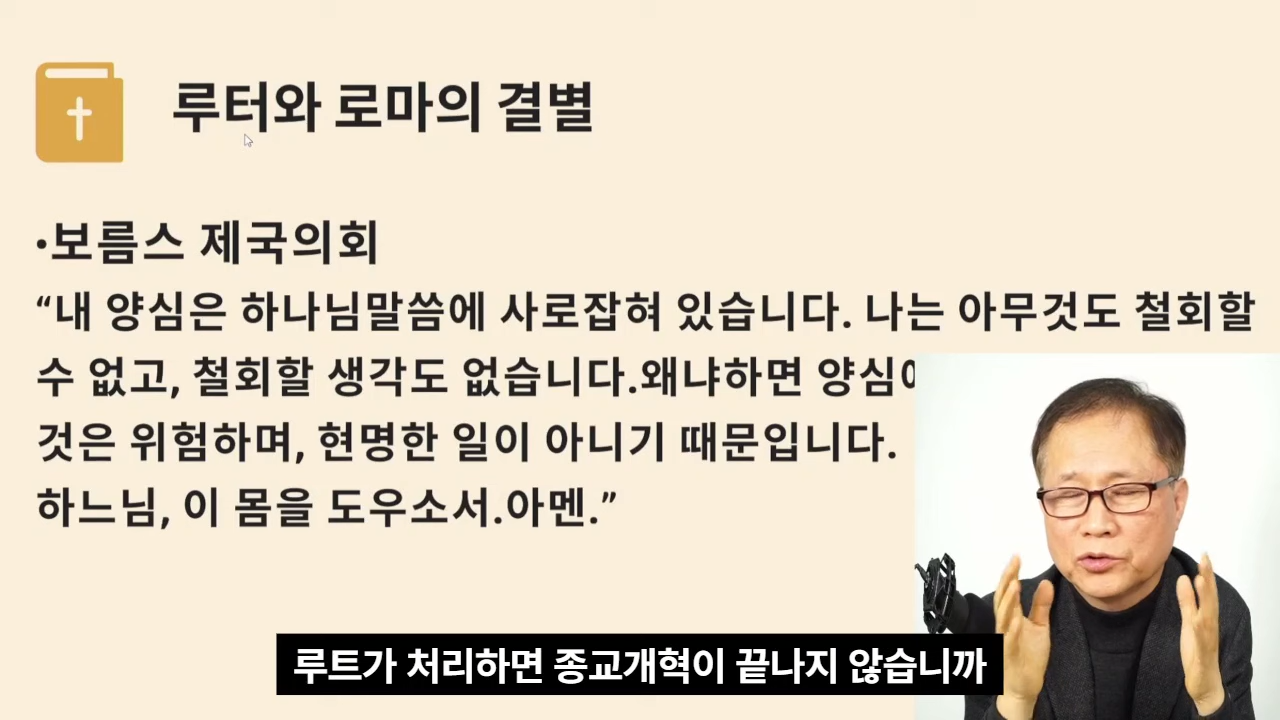 루터와 로마의 결별
•보름스 제국의회
“내 양심은 하나님말씀에 사로잡혀 있습니다. 나는 아무것도 철회할
수 없고, 철회할 생각도 없습니다.왜냐하면
것은 위험하며, 현명한 일이 아니기 때문입니다.
하느님, 이 몸을 도우소서.아멘.”
루트가 처리하면 종교개혁이 끝나지 않습니까